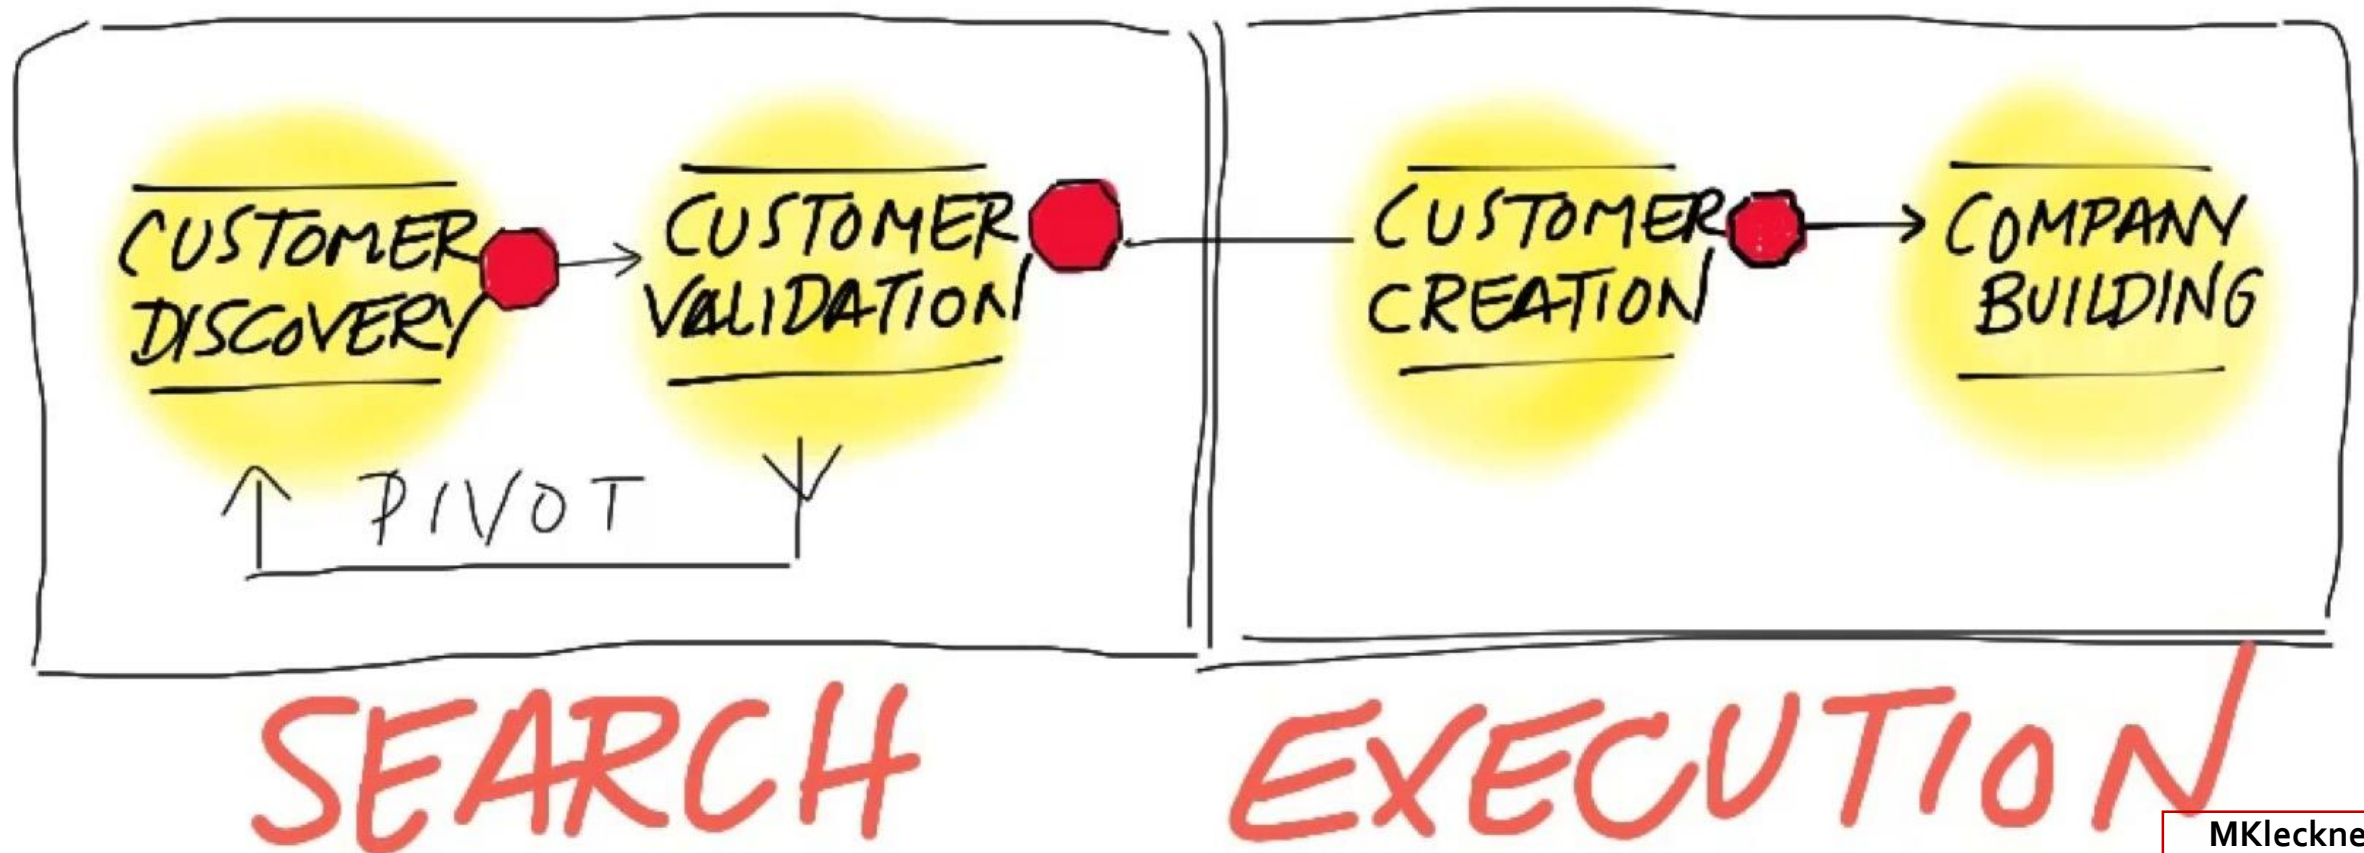 CUSTOMER
DISCOVERY
CUSTOMER
VALIDATION
CUSTOMER
CREATION
COMPANY
BUILDING
PIVOT
SEARCH
EXECUTION
MKleckne